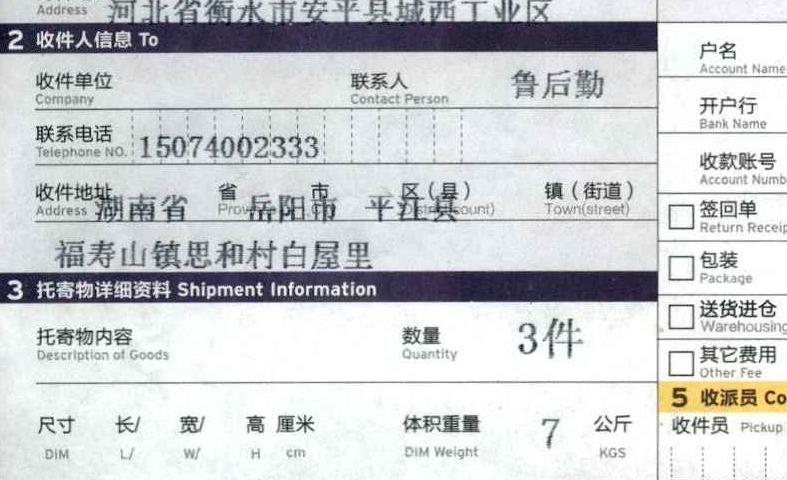 Address 河北省衡水市安平县城西工业区
2 收件人信息 To
收件单位 联系人 鲁后勤
Company Contact Person
联系电话 15074002333
Telephone NO.
收件地址 省 市 区（县） 镇（街道）
Address 湖南省 岳阳市 平江县 Town(street)
福寿山镇思和村白屋里
3 托寄物详细资料 Shipment Information
托寄物内容 数量 3件
Description of Goods Quantity
尺寸 长/ 宽/ 高 厘米 体积重量 7 公斤
DIM L/ W/ H cm DIM Weight KGS
户名
Account Name
开户行
Bank Name
收款账号
Account Numb
签回单
Return Receip
包装
Package
送货进仓
Warehousing
其它费用
Other Fee
5 收派员 Co
收件员 Pickup